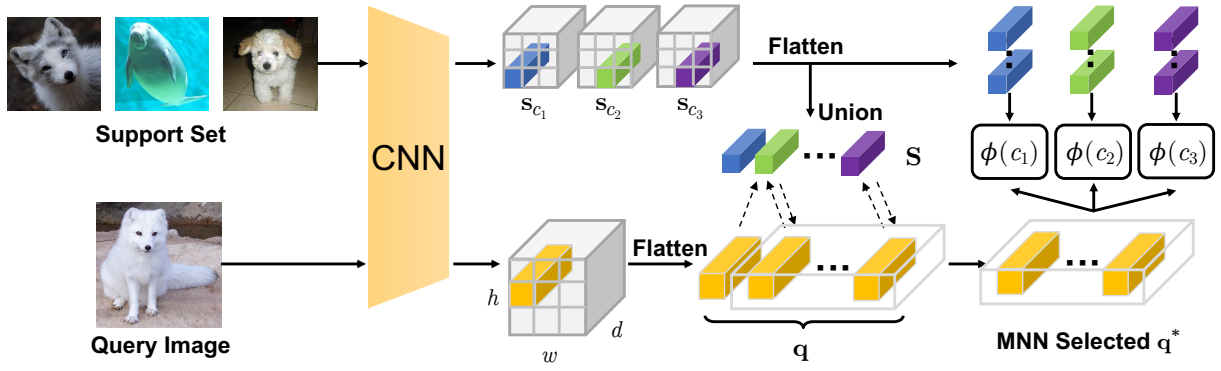 Support Set
Query Image
CNN
𝐬_{c_1}
𝐬_{c_2}
𝐬_{c_3}
Flatten
Union
𝐒
ϕ(c_1)
ϕ(c_2)
ϕ(c_3)
h
w
d
Flatten
𝐪
MNN Selected 𝐪*